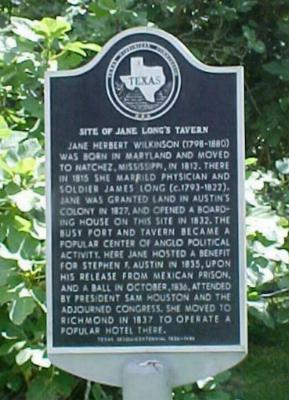 TEXAS
SITE OF JANE LONG'S TAVERN
JANE HERBERT WILKINSON (1798-1880)
WAS BORN IN MARYLAND AND MOVED
TO NATCHEZ, MISSISSIPPI, IN 1812. THERE
IN 1815 SHE MARRIED PHYSICIAN AND
SOLDIER JAMES LONG (C.1793-1822).
JANE WAS GRANTED LAND IN AUSTIN'S
COLONY IN 1827, AND OPENED A BOARD-
ING HOUSE ON THIS SITE IN 1832. THE
BUSY PORT AND TAVERN BECAME A
POPULAR CENTER OF ANGLO POLITICAL
ACTIVITY. HERE JANE HOSTED A BENEFIT
FOR STEPHEN F. AUSTIN IN 1835, UPON
HIS RELEASE FROM MEXICAN PRISON,
AND A BALL IN OCTOBER, 1836, ATTENDED
BY PRESIDENT SAM HOUSTON AND THE
ADJOURNED CONGRESS. SHE MOVED TO
RICHMOND IN 1837 TO OPERATE A
POPULAR HOTEL THERE.
TEXAS SESQUICENTENNIAL 1836-1986